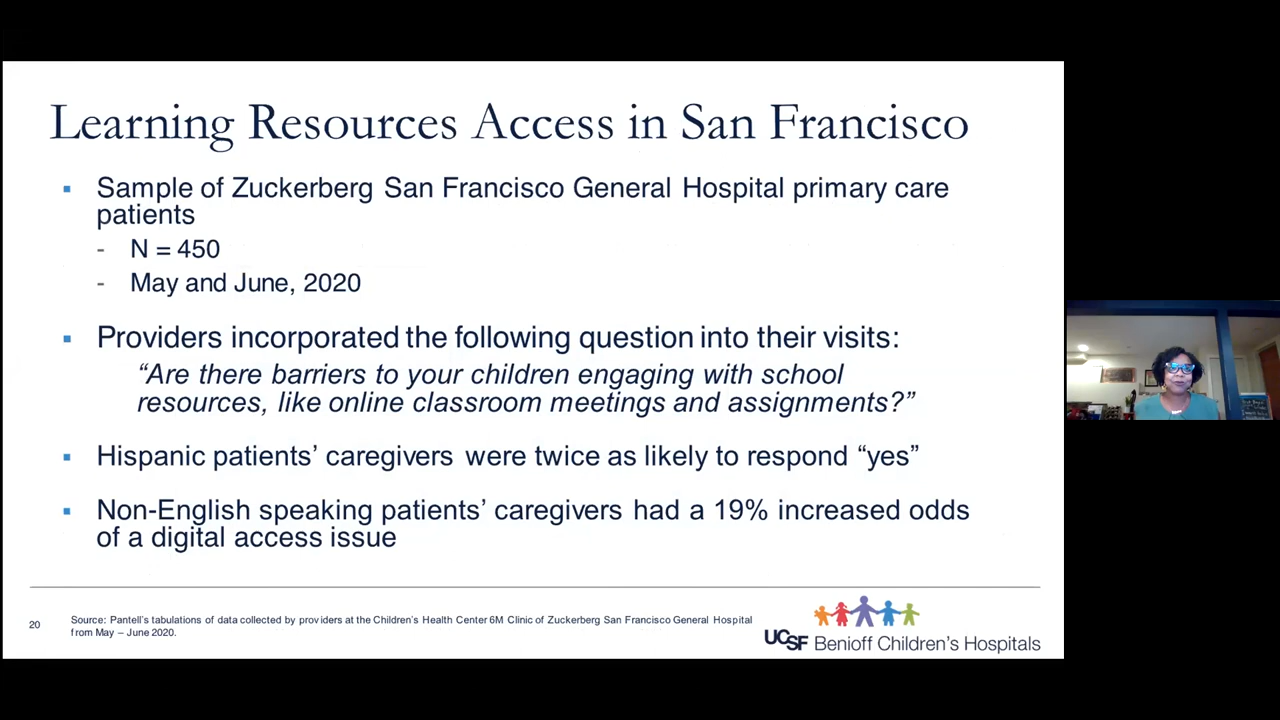 Learning Resources Access in San Francisco
▪ Sample of Zuckerberg San Francisco General Hospital primary care
patients
- N = 450
- May and June, 2020
▪ Providers incorporated the following question into their visits:
“Are there barriers to your children engaging with school
resources, like online classroom meetings and assignments?”
▪ Hispanic patients’ caregivers were twice as likely to respond “yes”
▪ Non-English speaking patients’ caregivers had a 19% increased odds
of a digital access issue
20
Source: Pantell’s tabulations of data collected by providers at the Children’s Health Center 6M Clinic of Zuckerberg San Francisco General Hospital
from May – June 2020.
UCSF Benioff Children’s Hospitals